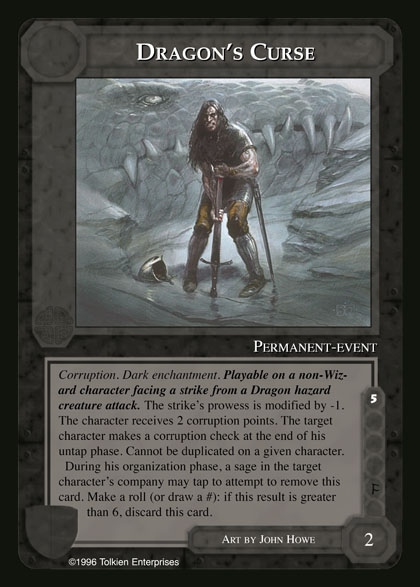 Dragon's Curse
Permanent-event
Corruption. Dark enchantment. Playable on a non-Wiz-
ard character facing a strike from a Dragon hazard
creature attack. The strike's prowess is modified by -1.
The character receives 2 corruption points. The target
character makes a corruption check at the end of his
untap phase. Cannot be duplicated on a given character.
During his organization phase, a sage in the target
character's company may tap to attempt to remove this
card. Make a roll (or draw a #): if this result is greater
than 6, discard this card.
5
F
Art by John Howe
2
©1996 Tolkien Enterprises